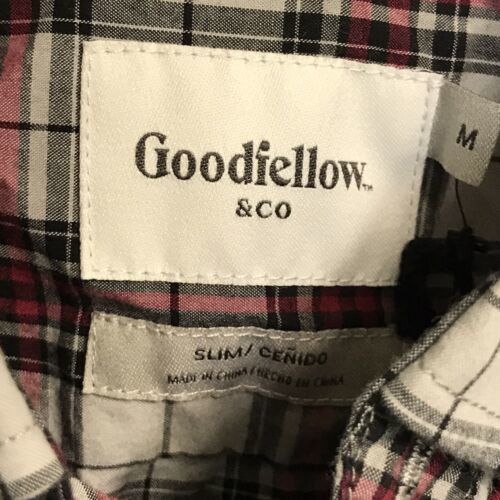 Goodfellow™
& CO
M
SLIM / CEÑIDO
MADE IN CHINA / HECHO EN CHINA